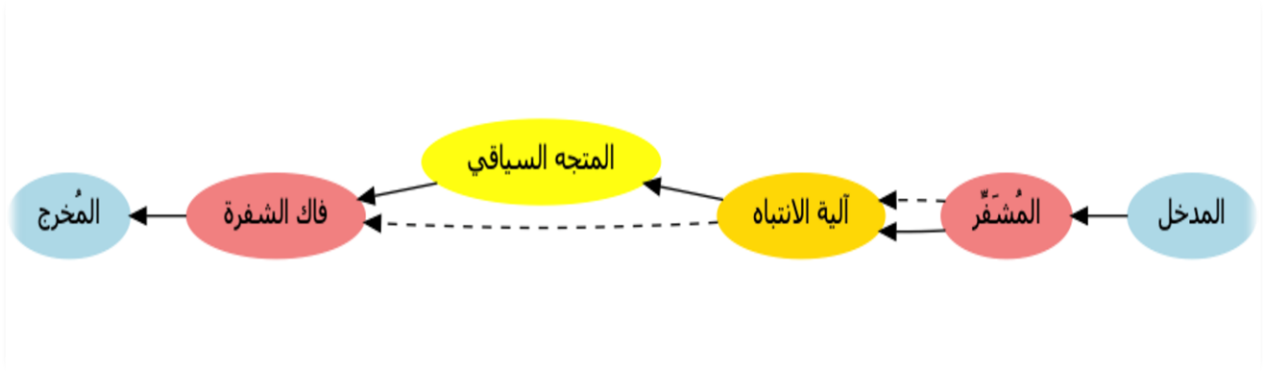 المدخل
المُشَفِّر
آلية الانتباه
المتجه السياقي
فاك الشفرة
المُخرج